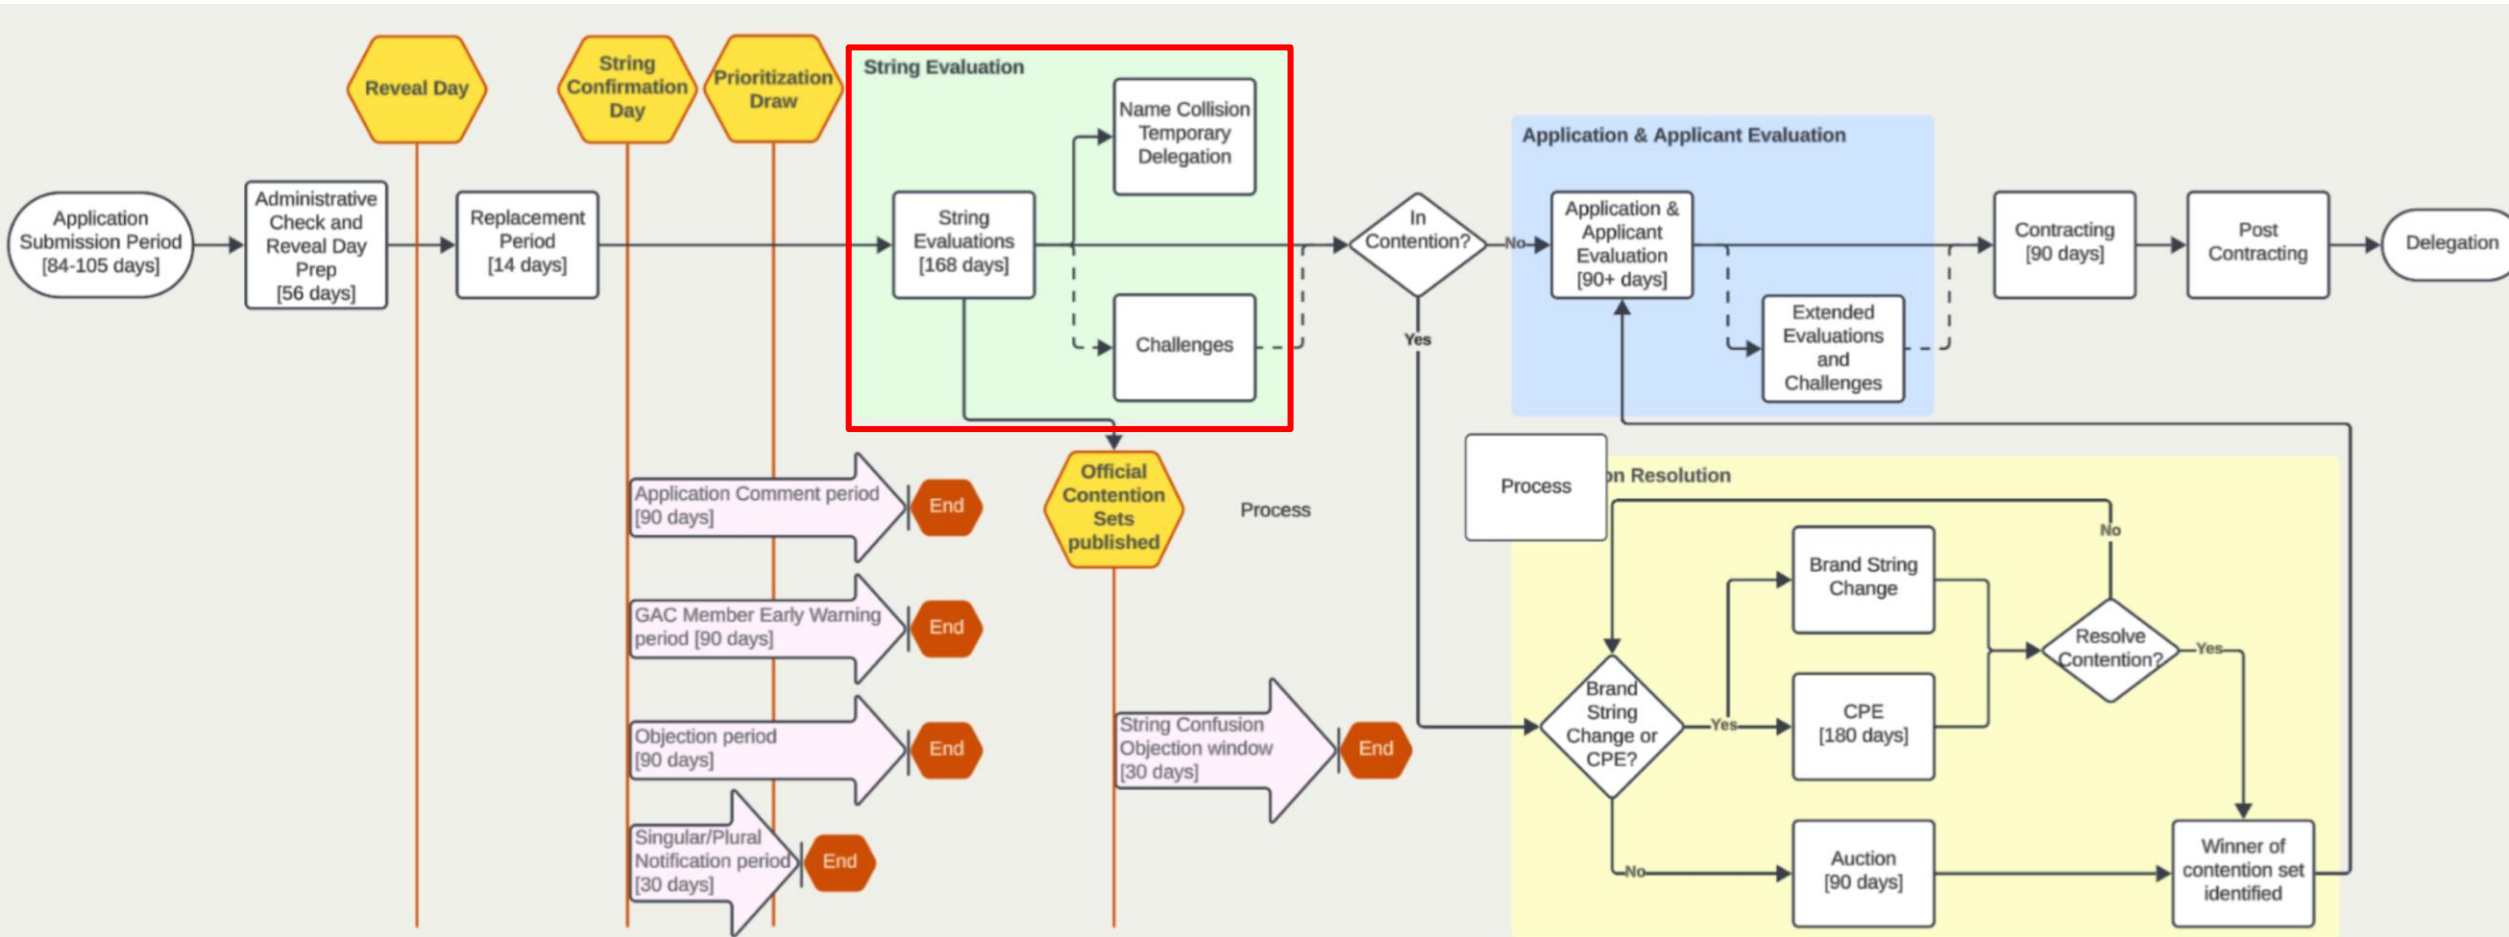 Reveal Day
String
Confirmation
Day
Prioritization
Draw
String Evaluation
Name Collision
Temporary
Delegation
Application & Applicant Evaluation
Application
Submission Period
[84-105 days]
Administrative
Check and
Reveal Day
Prep
[56 days]
Replacement
Period
[14 days]
String
Evaluations
[168 days]
Challenges
In
Contention?
No
Yes
Application &
Applicant
Evaluation
[90+ days]
Extended
Evaluations
and
Challenges
Contracting
[90 days]
Post
Contracting
Delegation
Application Comment period
[90 days]
End
GAC Member Early Warning
period [90 days]
End
Objection period
[90 days]
End
Singular/Plural
Notification period
[30 days]
End
Official
Contention
Sets
published
Process
String Confusion
Objection window
[30 days]
End
Process
on Resolution
Brand
String
Change or
CPE?
Yes
No
Brand String
Change
CPE
[180 days]
Auction
[90 days]
No
Resolve
Contention?
Yes
Winner of
contention set
identified